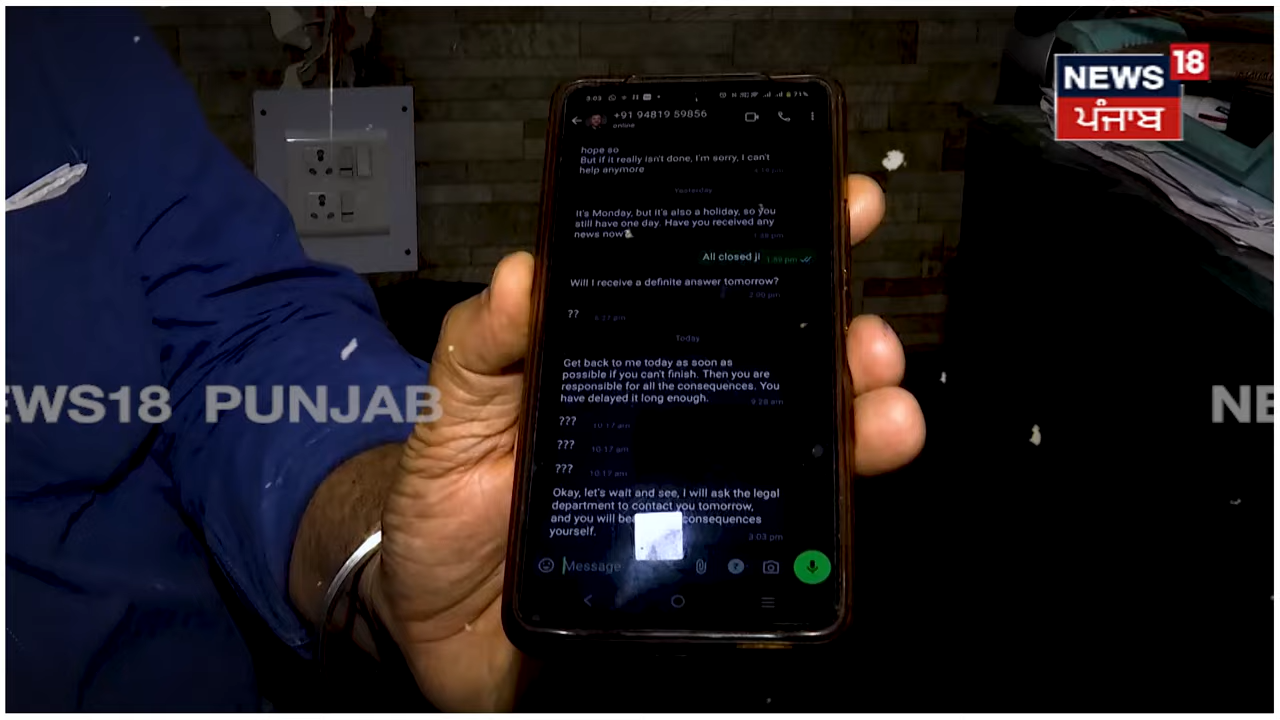 NEWS 18
ਪੰਜਾਬ
3:03
71%
+91 94819 59856
online
hope so
But if it really isn't done, I'm sorry, I can't
help anymore
Yesterday
It's Monday, but it's also a holiday, so you
still have one day. Have you received any
news now
All closed ji 1:59 pm
Will I receive a definite answer tomorrow?
2:00 pm
??
Today
Get back to me today as soon as
possible if you can't finish. Then you are
responsible for all the consequences. You
have delayed it long enough.
9:28 am
??? 10:17 am
??? 10:17 am
??? 10:17 am
Okay, let's wait and see, I will ask the legal
department to contact you tomorrow,
and you will consequences
yourself.
3:03 pm
Message
EWS18 PUNJAB
NE